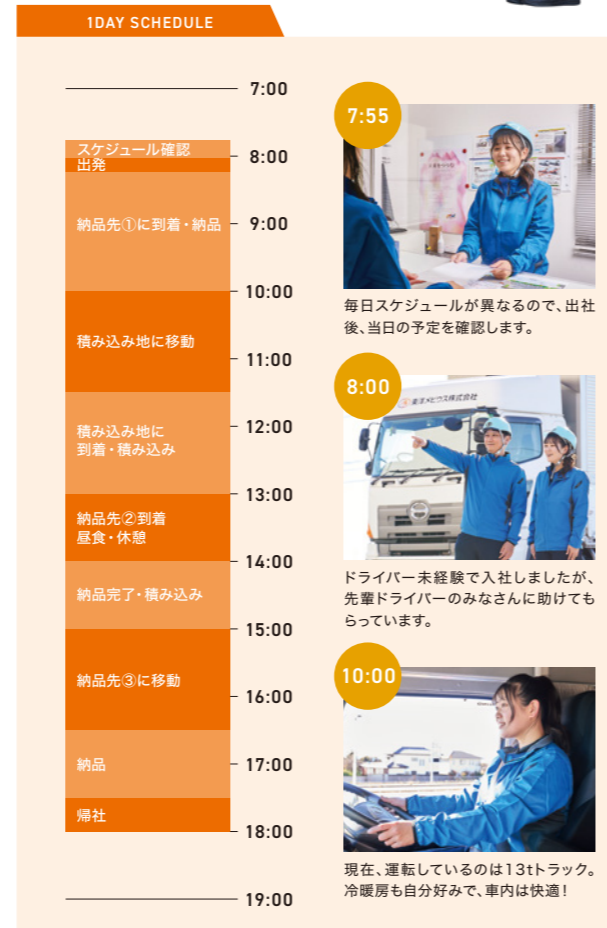 1DAY SCHEDULE
7:00
スケジュール確認
出発
8:00
納品先①に到着・納品
9:00
10:00
積み込み地に移動
11:00
積み込み地に
到着・積み込み
12:00
13:00
納品先②到着
昼食・休憩
14:00
納品完了・積み込み
15:00
納品先③に移動
16:00
納品
17:00
帰社
18:00
19:00
7:55
毎日スケジュールが異なるので、出社
後、当日の予定を確認します。
8:00
東洋メビウス株式会社
ドライバー未経験で入社しましたが、
先輩ドライバーのみなさんに助けても
らっています。
10:00
現在、運転しているのは13tトラック。
冷暖房も自分好みで、車内は快適！